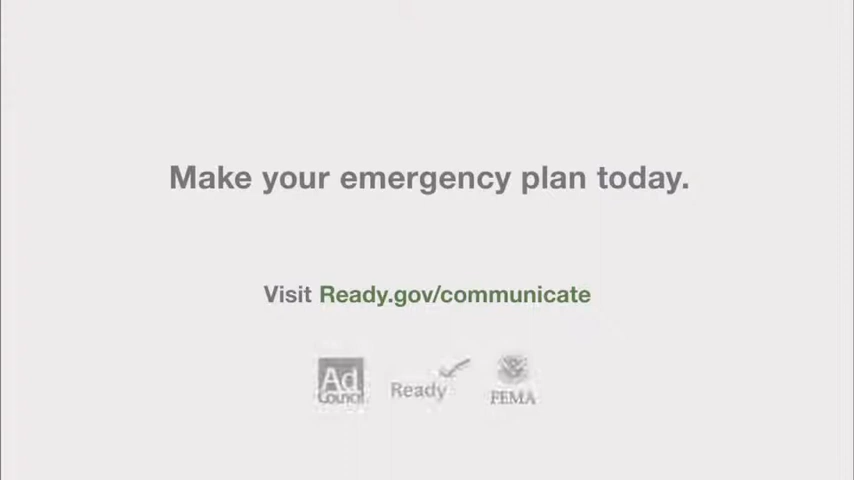 Make your emergency plan today.
Visit Ready.gov/communicate
Ad
Council
Ready
FEMA